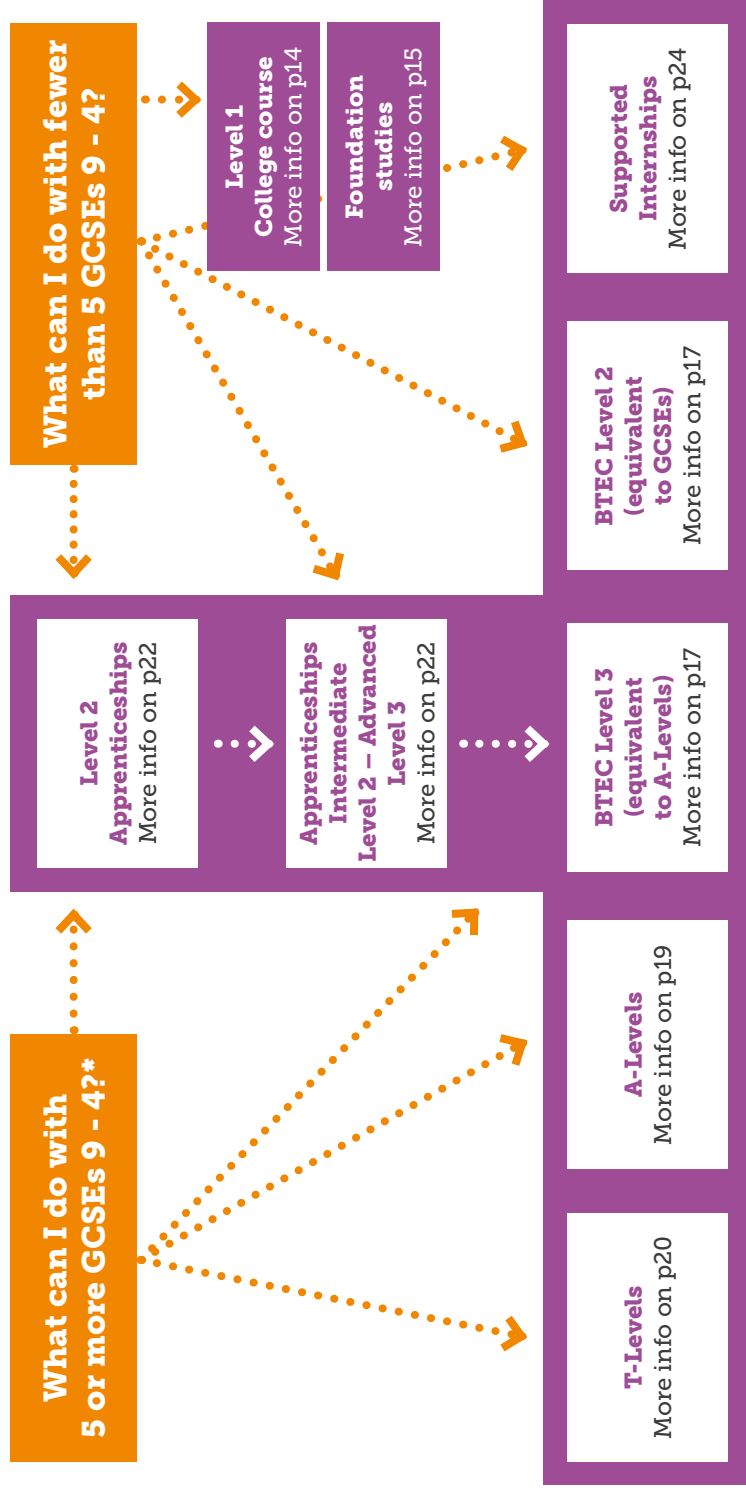 What can I do with
5 or more GCSEs 9 - 4?*
What can I do with fewer
than 5 GCSEs 9 - 4?
Level 2
Apprenticeships
More info on p22
Apprenticeships
Intermediate
Level 2 – Advanced
Level 3
More info on p22
Level 1
College course
More info on p14
Foundation
studies
More info on p15
T-Levels
More info on p20
A-Levels
More info on p19
BTEC Level 3
(equivalent
to A-Levels)
More info on p17
BTEC Level 2
(equivalent
to GCSEs)
More info on p17
Supported
Internships
More info on p24